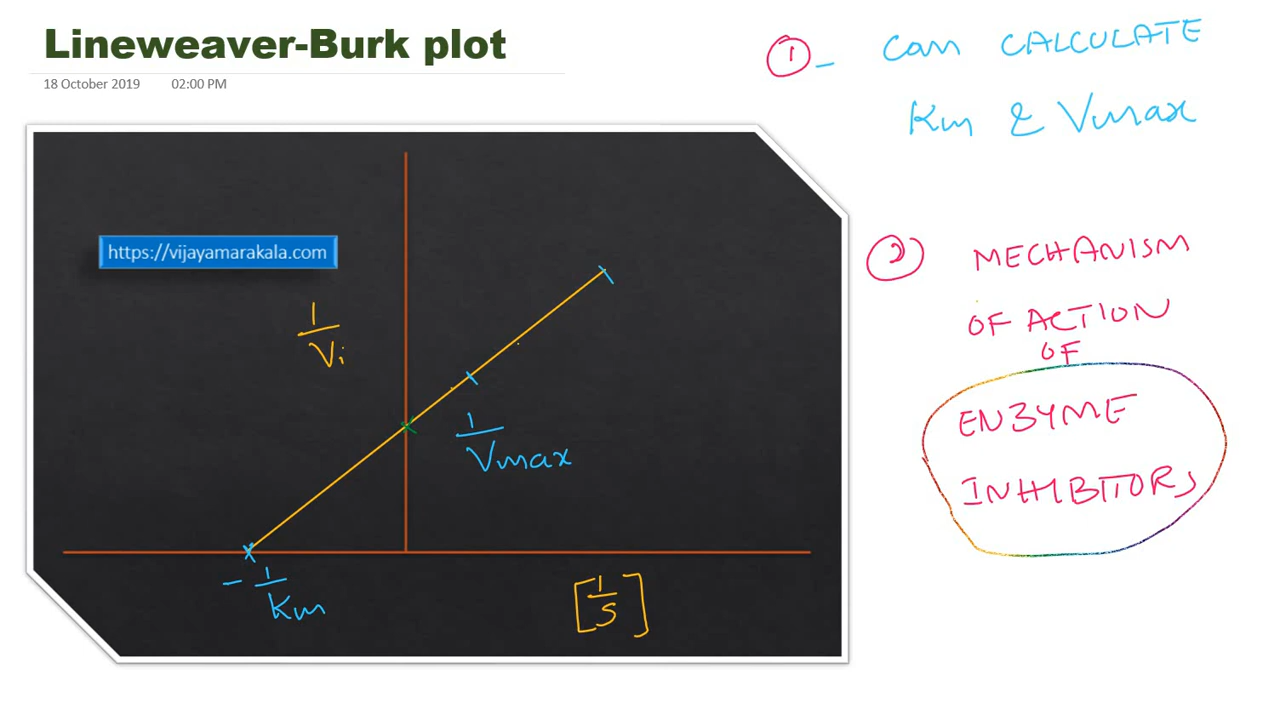 Lineweaver-Burk plot
18 October 2019 02:00 PM
① - Can CALCULATE
Km & Vmax
https://vijayamarakala.com
1
Vi
1
Vmax
- 1
Km
[1
S]
② MECHANISM
OF ACTION
OF
ENZYME
INHIBITORS